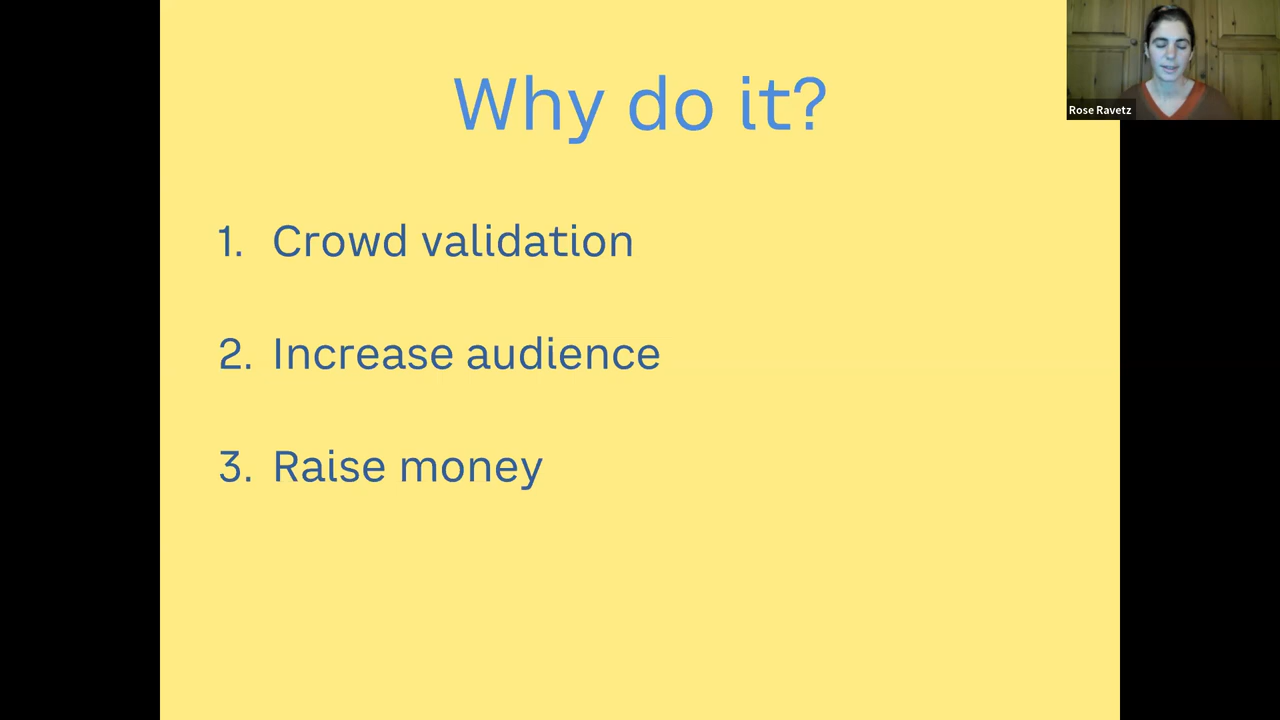 Why do it?
Rose Ravetz
1. Crowd validation
2. Increase audience
3. Raise money